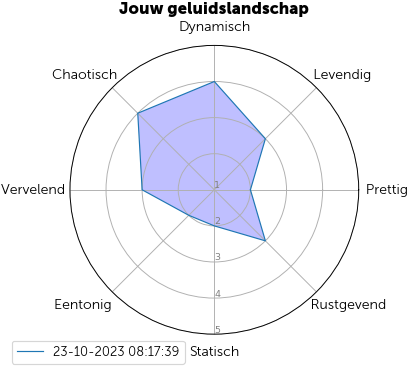 Jouw geluidslandschap
Dynamisch
Chaotisch
Levendig
Vervelend
1
Prettig
2
3
4
Eentonig
Rustgevend
5
23-10-2023 08:17:39
Statisch